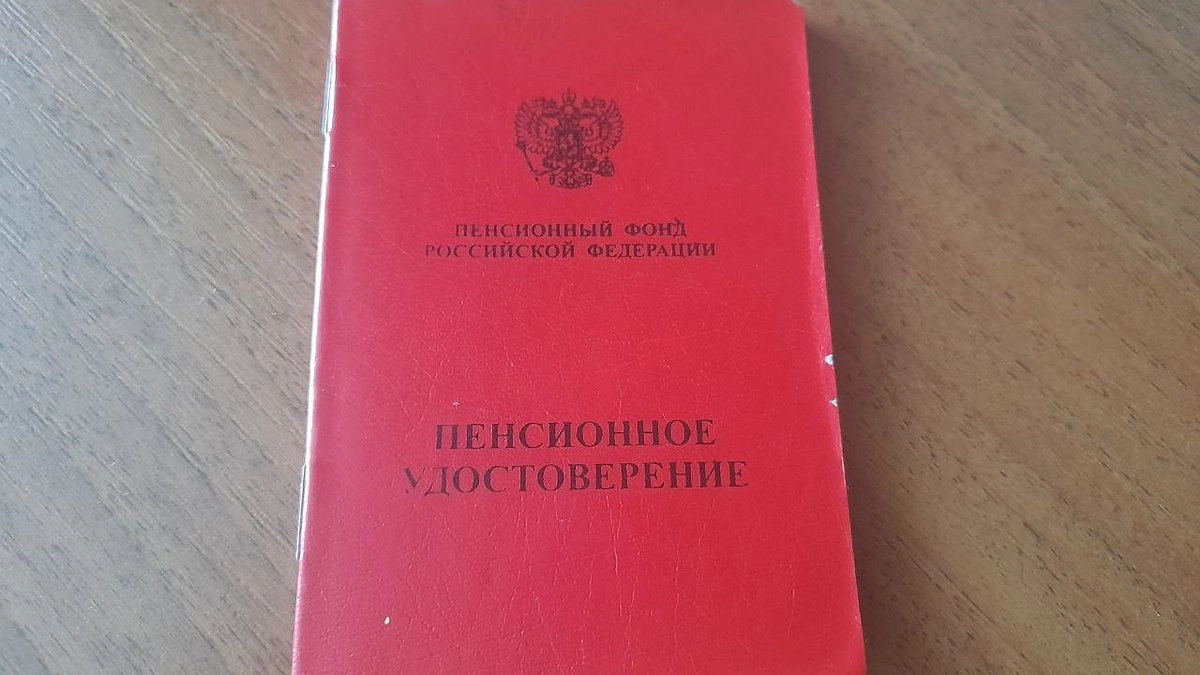 ПЕНСИОННЫЙ ФОНД
РОССИЙСКОЙ ФЕДЕРАЦИИ
ПЕНСИОННОЕ
УДОСТОВЕРЕНИЕ